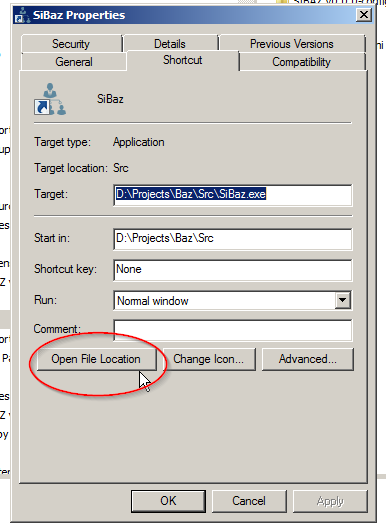 SiBaz Properties
Security Details Previous Versions
General Shortcut Compatibility
SiBaz
Target type: Application
Target location: Src
Target: D:\Projects\Baz\Src\SiBaz.exe
Start in: D:\Projects\Baz\Src
Shortcut key: None
Run: Normal window
Comment:
Open File Location Change Icon... Advanced...
OK Cancel Apply